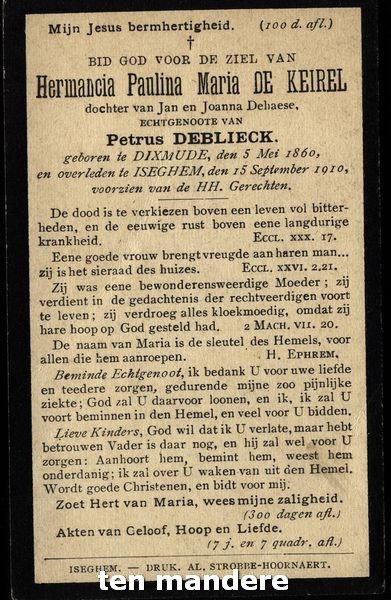 Mijn Jesus bermhertigheid. (100 d. afl.)
†
BID GOD VOOR DE ZIEL VAN
Hermancia Paulina Maria DE KEIREL
dochter van Jan en Joanna Dehaese,
ECHTGENOOTE VAN
Petrus DEBLIECK.
geboren te DIXMUDE, den 5 Mei 1860,
en overleden te ISEGHEM, den 15 September 1910,
voorzien van de HH. Gerechten.
De dood is te verkiezen boven een leven vol bitter-
heden, en de eeuwige rust boven eene langdurige
krankheid. ECCL. XXX. 17.
Eene goede vrouw brengt vreugde aan haren man...
zij is het sieraad des huizes. ECCL. XXVI. 2.21.
Zij was eene bewonderensweerdige Moeder ; zij
verdient in de gedachtenis der rechtveerdigen voort
te leven; zij verdroeg alles kloekmoedig, omdat zij
hare hoop op God gesteld had. 2 MACH. VII. 20.
De naam van Maria is de sleutel des Hemels, voor
allen die hem aanroepen. H. EPHREM.
Beminde Echtgenoot, ik bedank U voor uwe liefde
en teedere zorgen, gedurende mijne zoo pijnlijke
ziekte; God zal U daarvoor loonen, en ik, ik zal U
voort beminnen in den Hemel, en veel voor U bidden.
Lieve Kinders, God wil dat ik U verlate, maar hebt
betrouwen Vader is daar nog, en hij zal wel voor U
zorgen: Aanhoort hem, bemint hem, weest hem
onderdanig; ik zal over U waken van uit den Hemel.
Wordt goede Christenen, en bidt voor mij.
Zoet Hert van Maria, wees mijne zaligheid.
(300 dagen afl.)
Akten van Geloof, Hoop en Liefde.
(7 j. en 7 quadr. afl.)
ISEGHEM. — DRUK. AL. STROBBE-HOORNAERT.
ten mandere